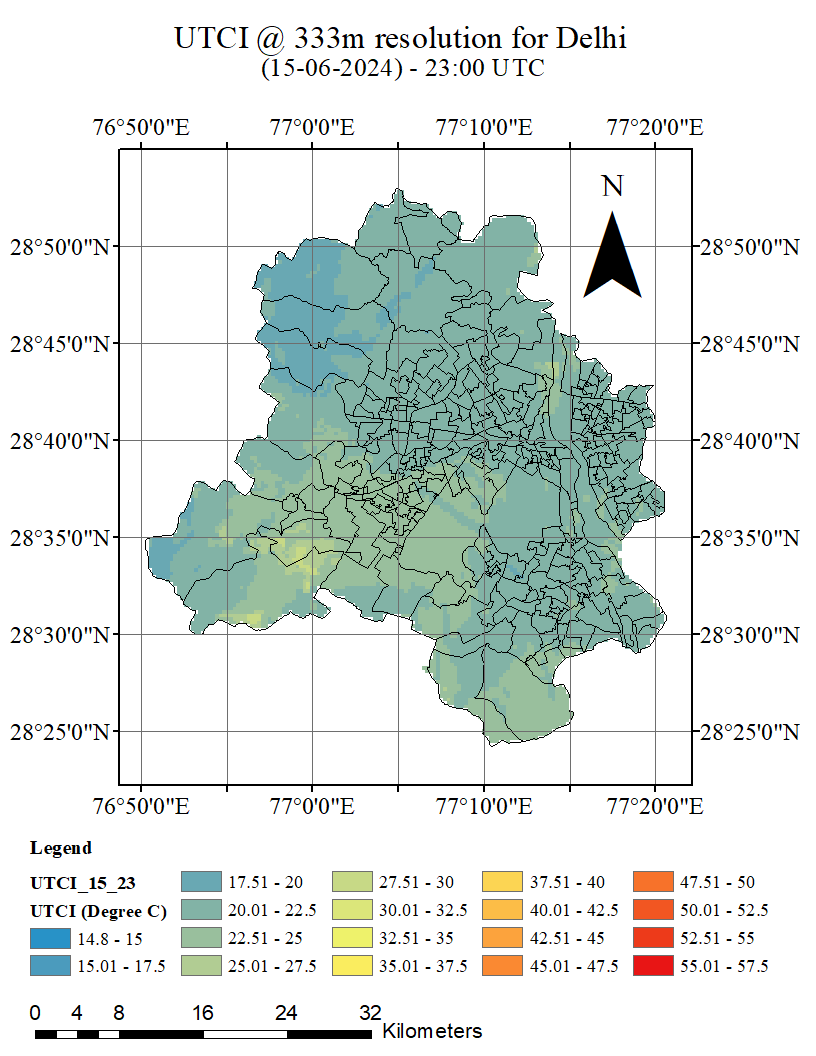 UTCI @ 333m resolution for Delhi
(15-06-2024) - 23:00 UTC
76°50'0"E 77°0'0"E 77°10'0"E 77°20'0"E
N
28°50'0"N 28°50'0"N
28°45'0"N 28°45'0"N
28°40'0"N 28°40'0"N
28°35'0"N 28°35'0"N
28°30'0"N 28°30'0"N
28°25'0"N 28°25'0"N
76°50'0"E 77°0'0"E 77°10'0"E 77°20'0"E
Legend
UTCI_15_23 17.51 - 20 27.51 - 30 37.51 - 40 47.51 - 50
UTCI (Degree C) 20.01 - 22.5 30.01 - 32.5 40.01 - 42.5 50.01 - 52.5
14.8 - 15 22.51 - 25 32.51 - 35 42.51 - 45 52.51 - 55
15.01 - 17.5 25.01 - 27.5 35.01 - 37.5 45.01 - 47.5 55.01 - 57.5
0 4 8 16 24 32
Kilometers